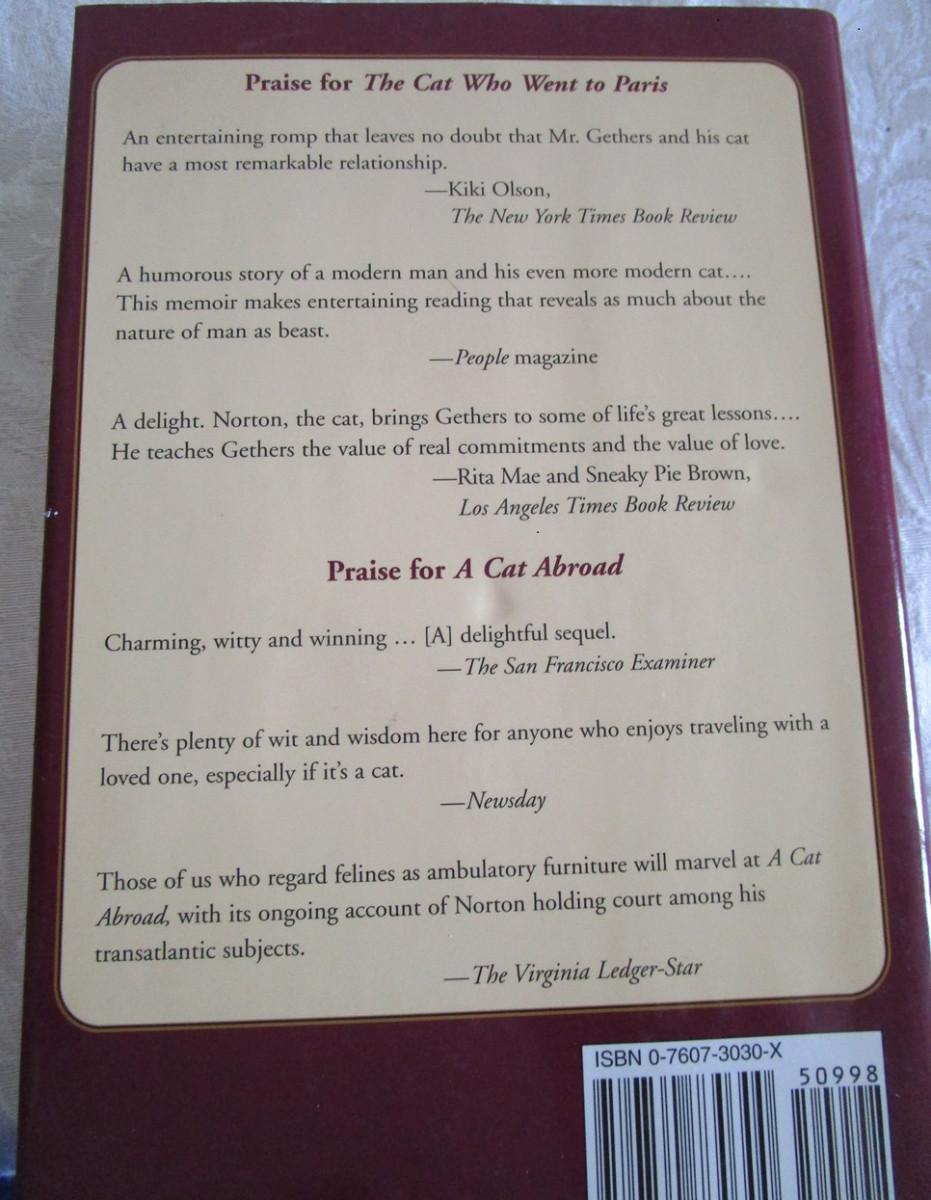 Praise for The Cat Who Went to Paris
An entertaining romp that leaves no doubt that Mr. Gethers and his cat
have a most remarkable relationship.
—Kiki Olson,
The New York Times Book Review
A humorous story of a modern man and his even more modern cat....
This memoir makes entertaining reading that reveals as much about the
nature of man as beast.
—People magazine
A delight. Norton, the cat, brings Gethers to some of life's great lessons....
He teaches Gethers the value of real commitments and the value of love.
—Rita Mae and Sneaky Pie Brown,
Los Angeles Times Book Review
Praise for A Cat Abroad
Charming, witty and winning ... [A] delightful sequel.
—The San Francisco Examiner
There's plenty of wit and wisdom here for anyone who enjoys traveling with a
loved one, especially if it's a cat.
—Newsday
Those of us who regard felines as ambulatory furniture will marvel at A Cat
Abroad, with its ongoing account of Norton holding court among his
transatlantic subjects.
—The Virginia Ledger-Star
ISBN 0-7607-3030-X
50998